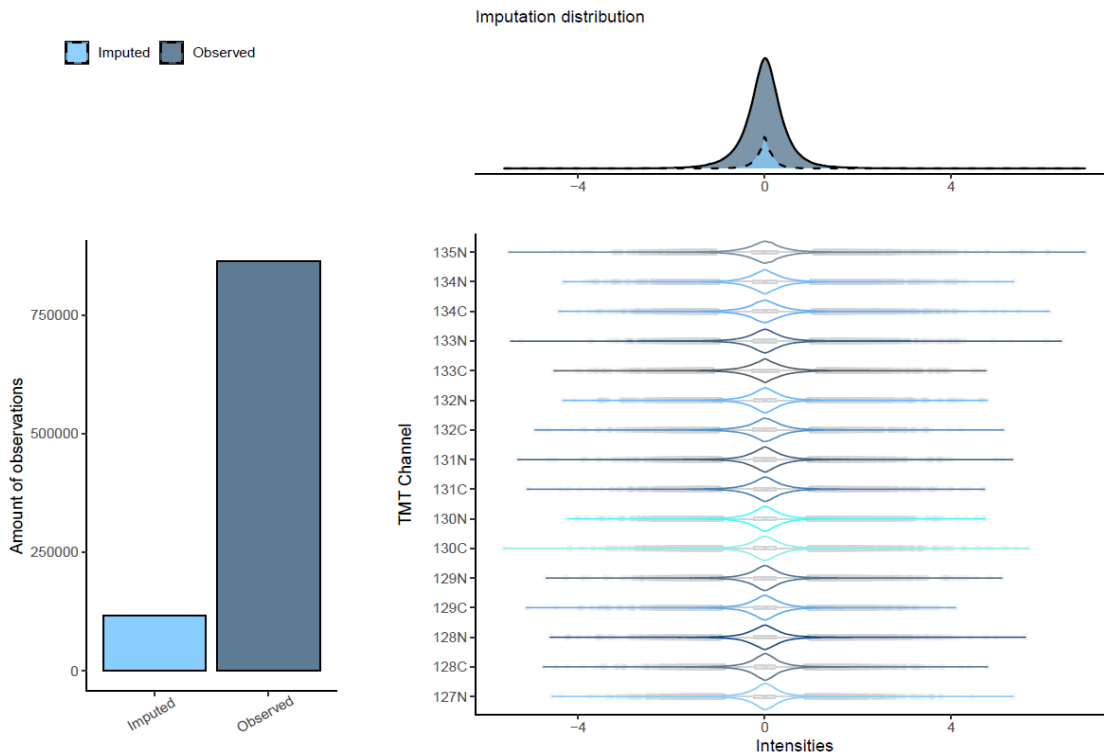 Imputation distribution
Imputed Observed
−4 0 4
Amount of observations
750000
500000
250000
0
Imputed Observed
TMT Channel
135N
134N
134C
133N
133C
132N
132C
131N
131C
130N
130C
129N
129C
128N
128C
127N
−4 0 4
Intensities